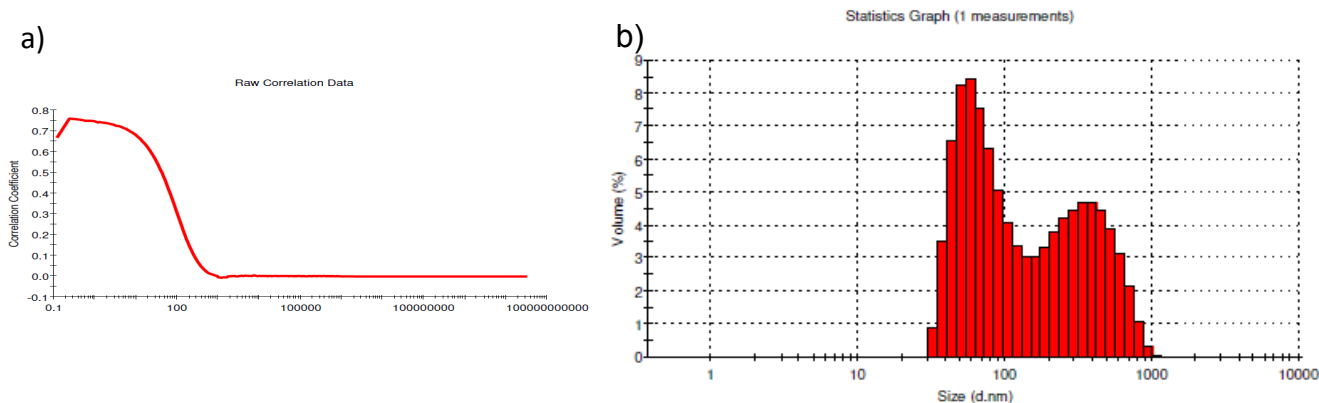 a)
Raw Correlation Data
Correlation Coefficient
0.8
0.7
0.6
0.5
0.4
0.3
0.2
0.1
0.0
-0.1
0.1 100 100000 100000000 100000000000
b)
Statistics Graph (1 measurements)
Volume (%)
9
8
7
6
5
4
3
2
1
0
1 10 100 1000 10000
Size (d.nm)